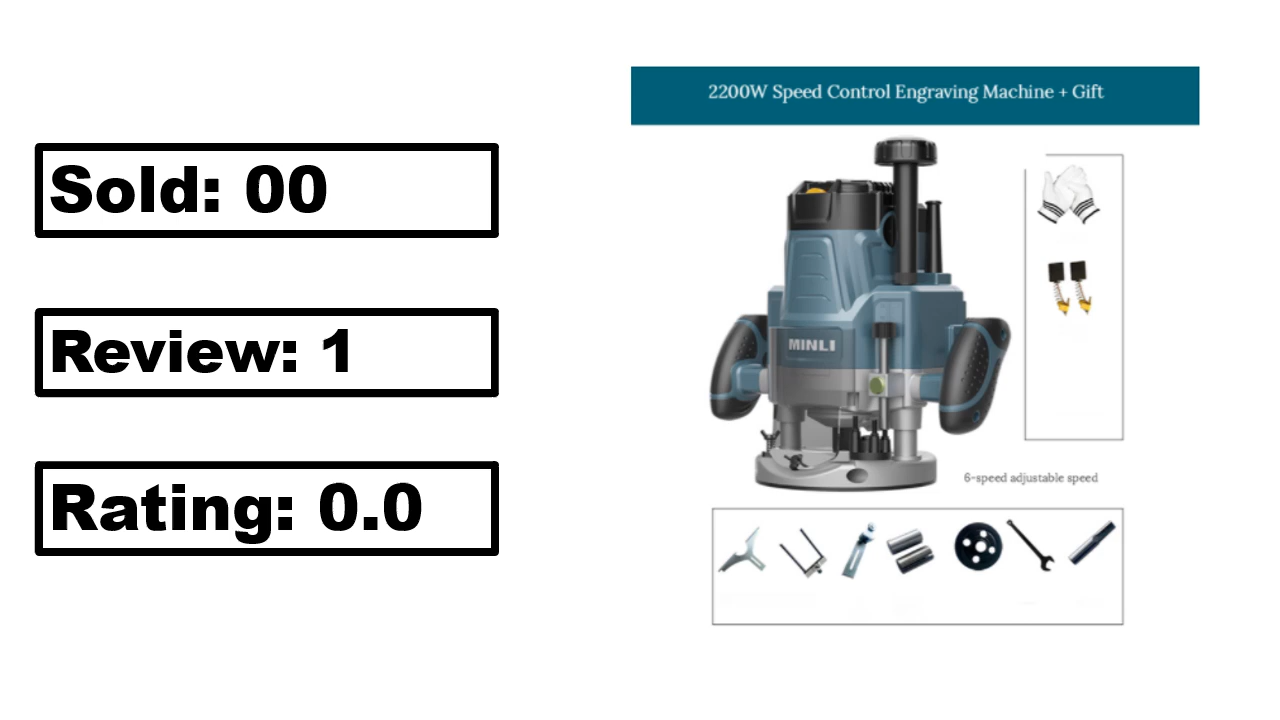 2200W Speed Control Engraving Machine + Gift
Sold: 00
Review: 1
MINLI
6-speed adjustable speed
Rating: 0.0